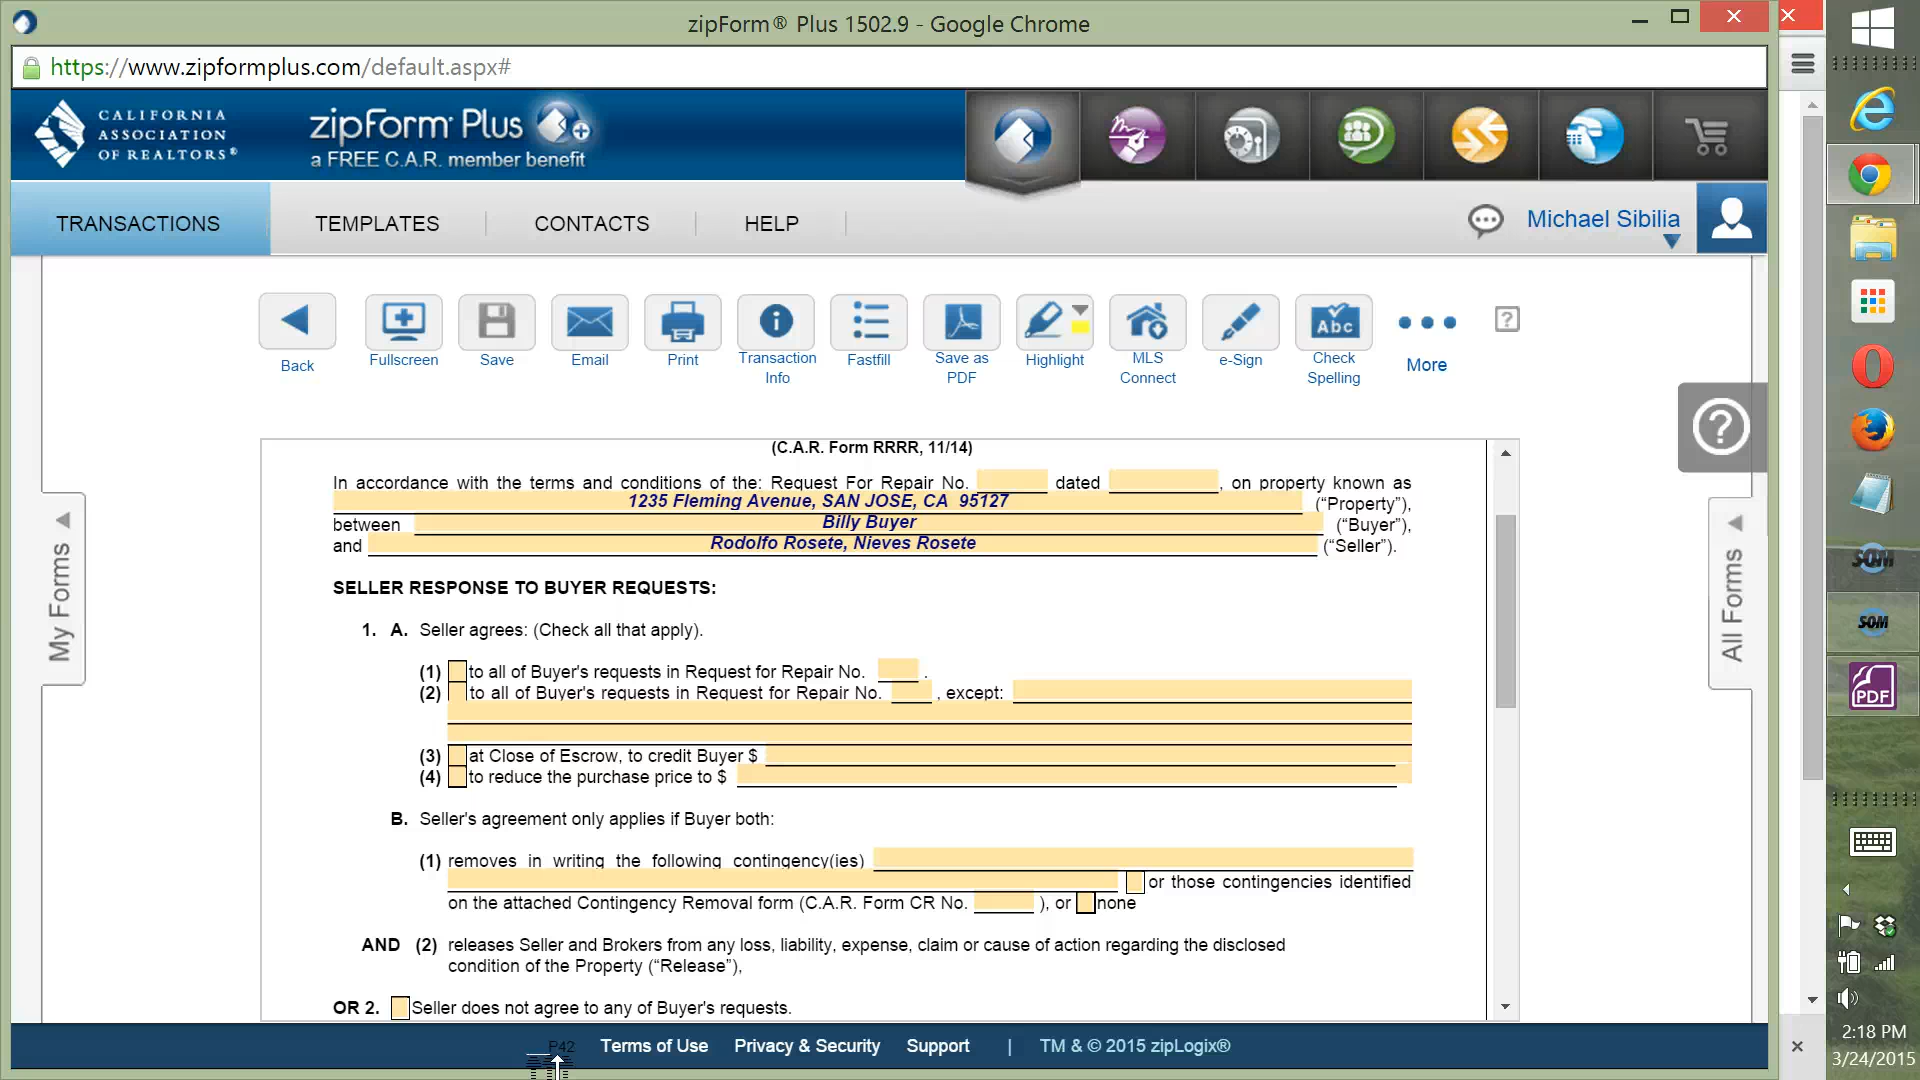 zipForm® Plus 1502.9 - Google Chrome
https://www.zipformplus.com/default.aspx#
CALIFORNIA
ASSOCIATION
OF REALTORS®
zipForm® Plus
a FREE C.A.R. member benefit
TRANSACTIONS
TEMPLATES
CONTACTS
HELP
Michael Sibilia
Back
Fullscreen
Save
Email
Print
Transaction
Info
Fastfill
Save as
PDF
Highlight
MLS
Connect
e-Sign
Abc
Check
Spelling
More
My Forms
All Forms
(C.A.R. Form RRRR, 11/14)
In accordance with the terms and conditions of the: Request For Repair No. dated , on property known as
1235 Fleming Avenue, SAN JOSE, CA 95127 (“Property”),
between Billy Buyer (“Buyer”),
and Rodolfo Rosete, Nieves Rosete (“Seller”).
SELLER RESPONSE TO BUYER REQUESTS:
1. A. Seller agrees: (Check all that apply).
(1) to all of Buyer's requests in Request for Repair No. .
(2) to all of Buyer's requests in Request for Repair No. , except:
(3) at Close of Escrow, to credit Buyer $
(4) to reduce the purchase price to $
B. Seller's agreement only applies if Buyer both:
(1) removes in writing the following contingency(ies)
or those contingencies identified
on the attached Contingency Removal form (C.A.R. Form CR No. ), or none
AND (2) releases Seller and Brokers from any loss, liability, expense, claim or cause of action regarding the disclosed
condition of the Property (“Release”),
OR 2. Seller does not agree to any of Buyer's requests.
P42
Terms of Use
Privacy & Security
Support
|
TM & © 2015 zipLogix®
SOM
SOM
PDF
2:18 PM
3/24/2015